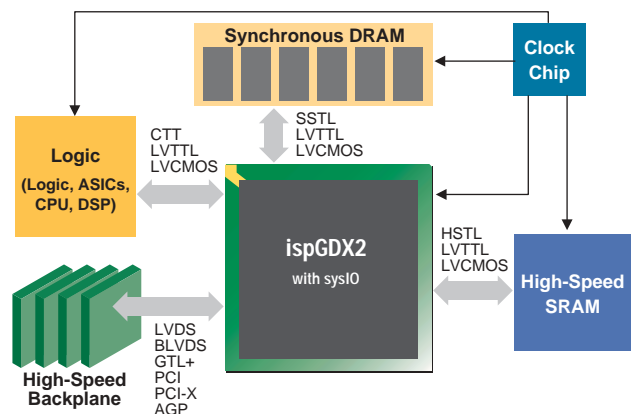 Synchronous DRAM
Clock
Chip
SSTL
LVTTL
LVCMOS
CTT
LVTTL
LVCMOS
Logic
(Logic, ASICs,
CPU, DSP)
ispGDX2
with sysIO
HSTL
LVTTL
LVCMOS
High-Speed
SRAM
LVDS
BLVDS
GTL+
PCI
PCI-X
AGP
High-Speed
Backplane